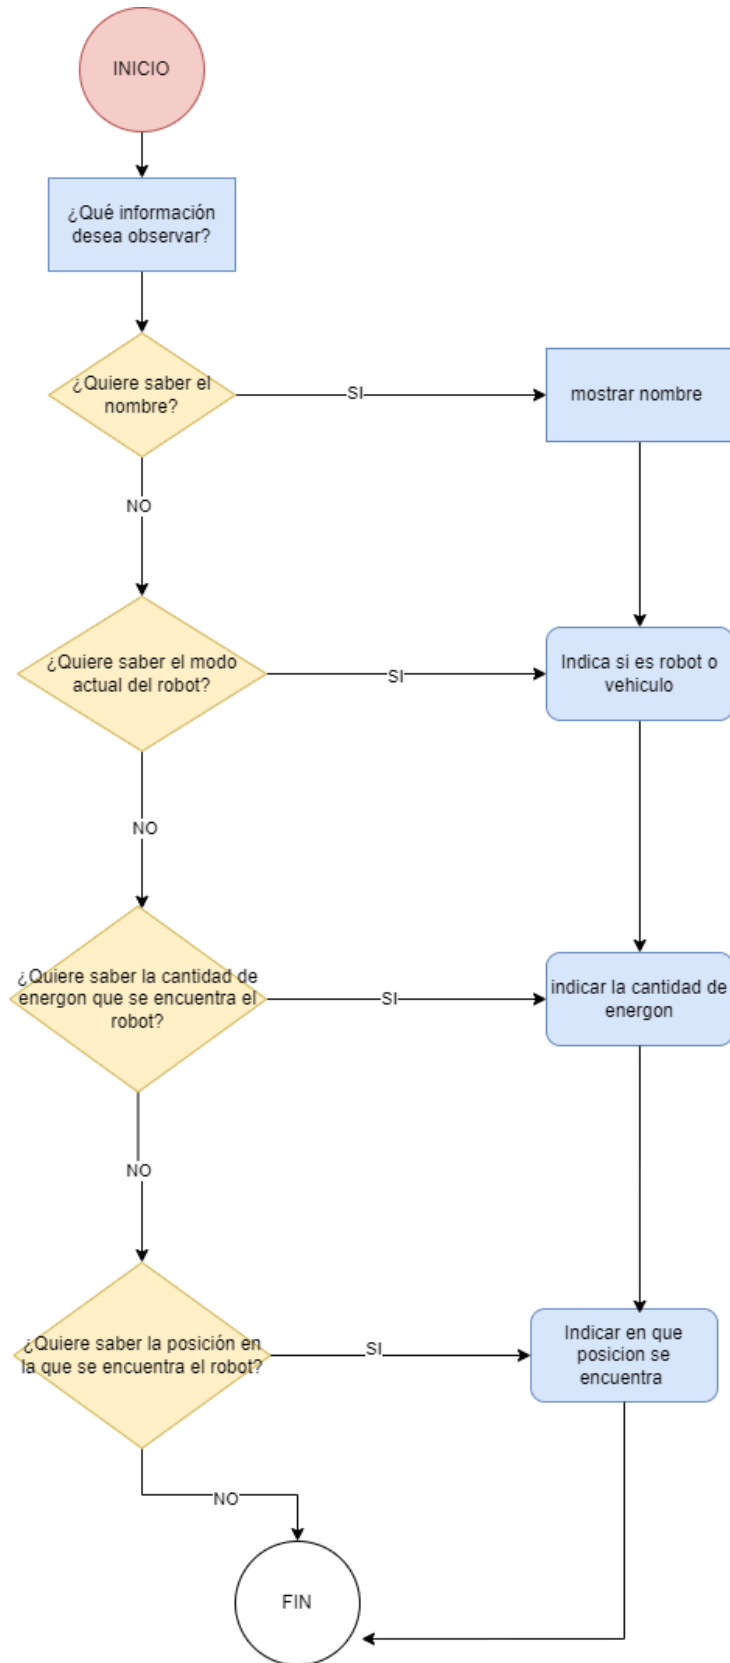 INICIO
¿Qué información
desea observar?
¿Quiere saber el
nombre?
SI
mostrar nombre
NO
¿Quiere saber el modo
actual del robot?
SI
Indica si es robot o
vehiculo
NO
¿Quiere saber la cantidad de
energon que se encuentra el
robot?
SI
indicar la cantidad de
energon
NO
¿Quiere saber la posición en
la que se encuentra el robot?
SI
Indicar en que
posicion se
encuentra
NO
FIN